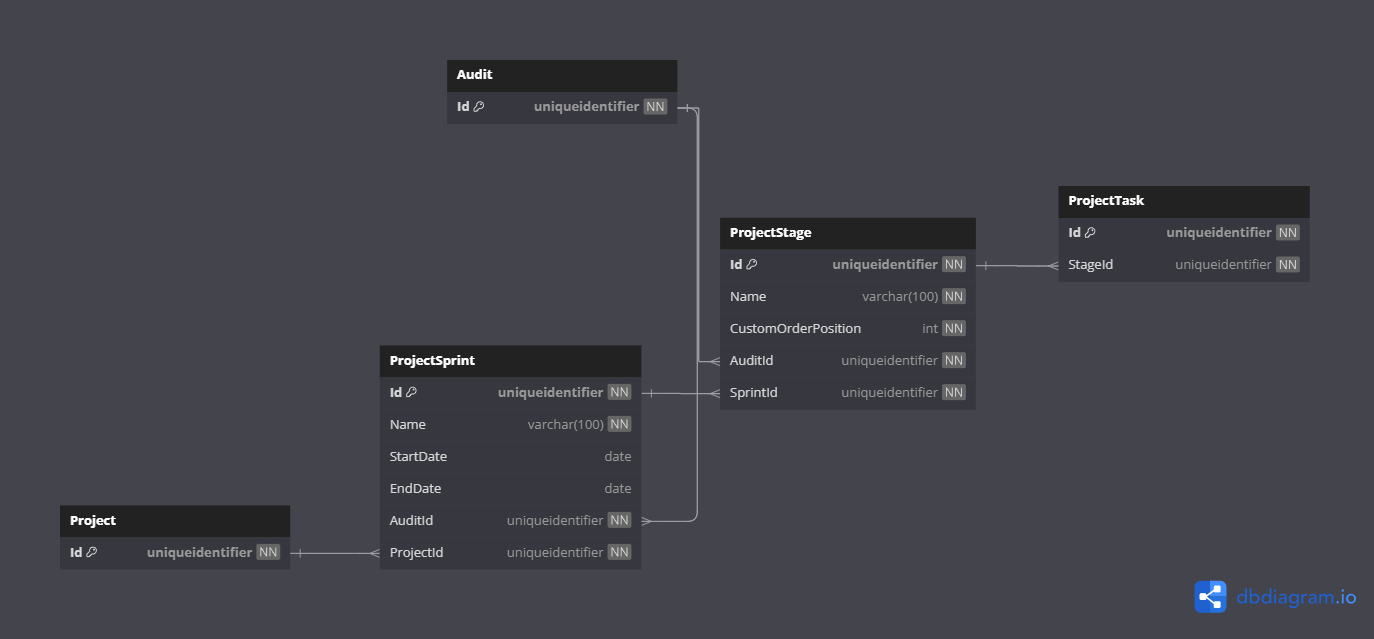 Audit
Id uniqueidentifier NN
ProjectTask
Id uniqueidentifier NN
StageId uniqueidentifier NN
ProjectStage
Id uniqueidentifier NN
Name varchar(100) NN
CustomOrderPosition int NN
AuditId uniqueidentifier NN
SprintId uniqueidentifier NN
ProjectSprint
Id uniqueidentifier NN
Name varchar(100) NN
StartDate date
EndDate date
AuditId uniqueidentifier NN
ProjectId uniqueidentifier NN
Project
Id uniqueidentifier NN
dbdiagram.io